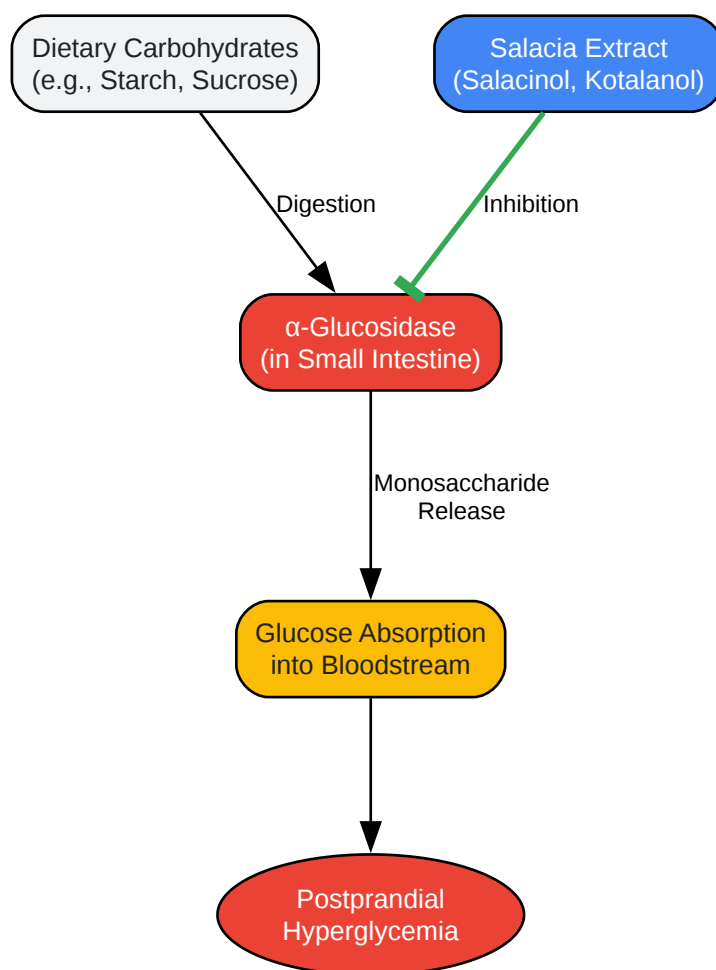 Dietary Carbohydrates
(e.g., Starch, Sucrose)
Salacia Extract
(Salacinol, Kotalanol)
Digestion
Inhibition
α-Glucosidase
(in Small Intestine)
Monosaccharide
Release
Glucose Absorption
into Bloodstream
Postprandial
Hyperglycemia